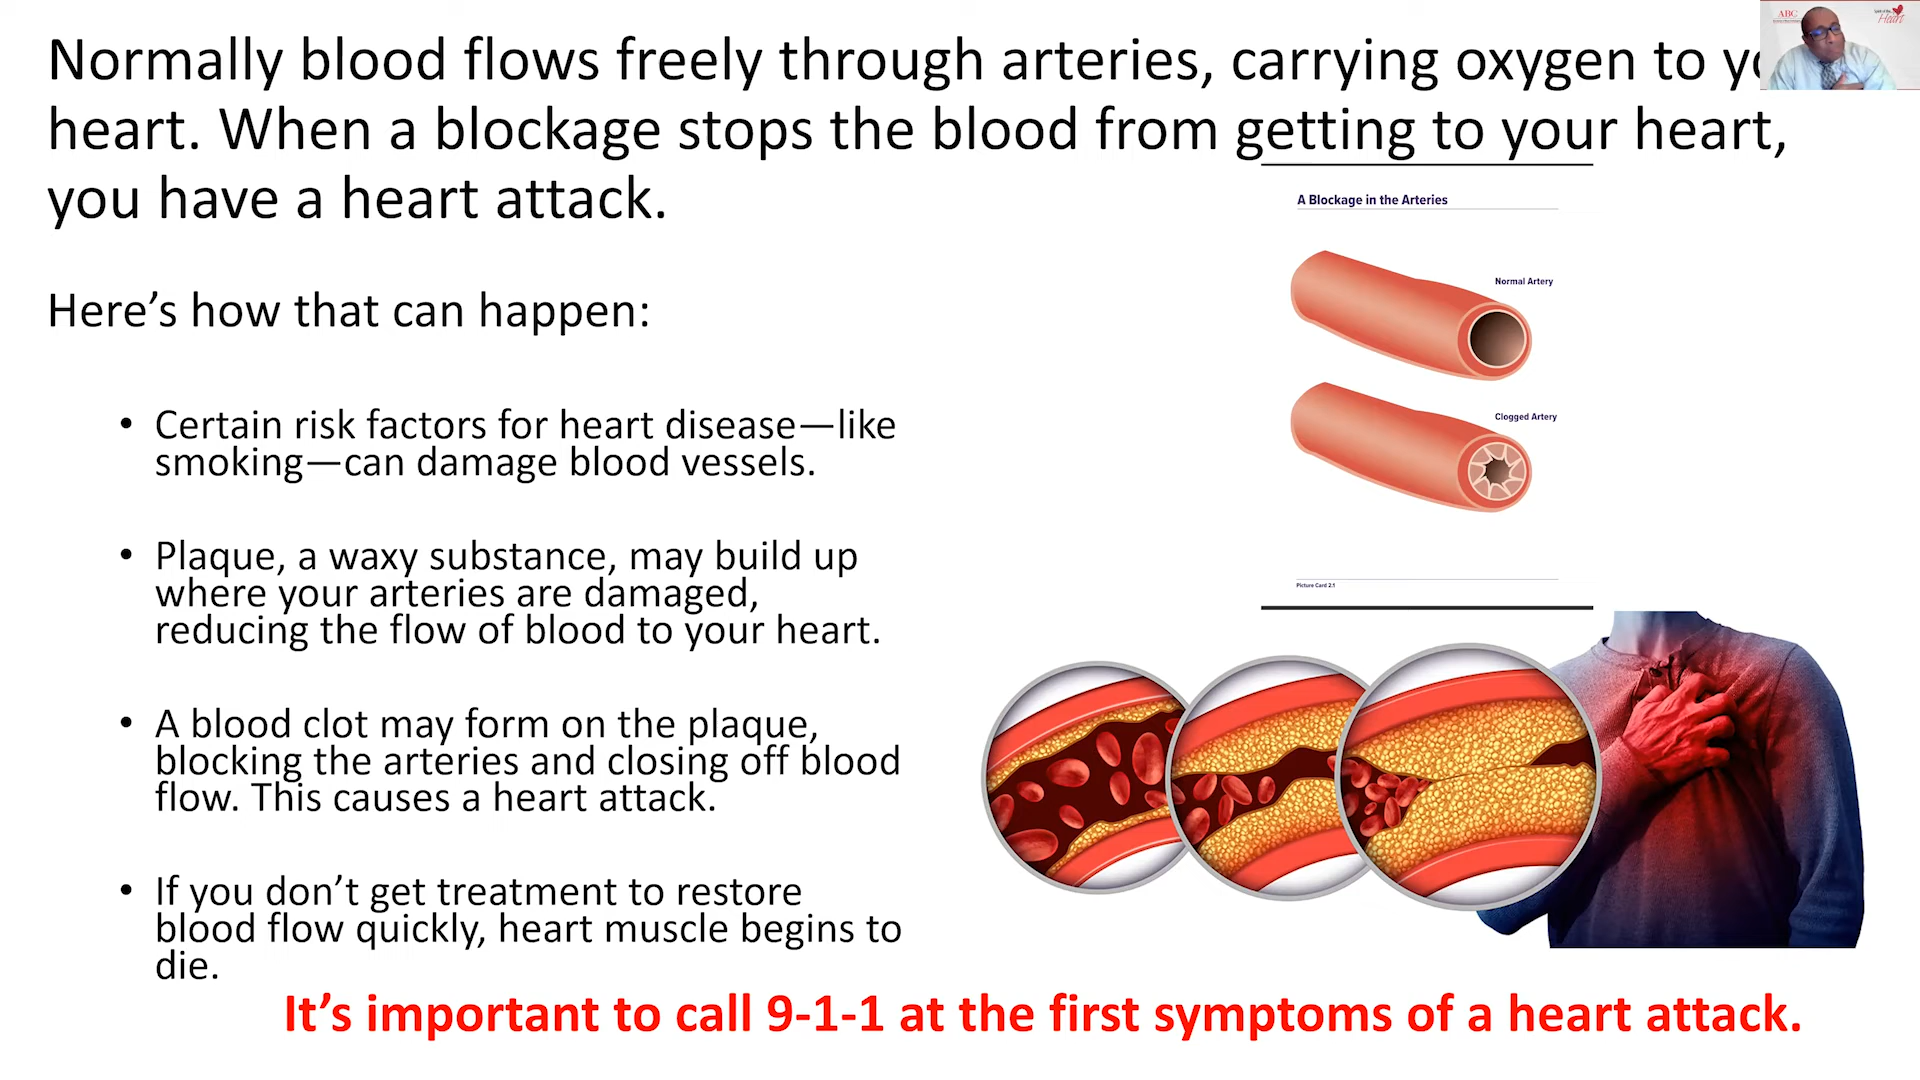 Normally blood flows freely through arteries, carrying oxygen to
heart. When a blockage stops the blood from getting to your heart,
you have a heart attack.
Here’s how that can happen:
• Certain risk factors for heart disease—like
smoking—can damage blood vessels.
• Plaque, a waxy substance, may build up
where your arteries are damaged,
reducing the flow of blood to your heart.
• A blood clot may form on the plaque,
blocking the arteries and closing off blood
flow. This causes a heart attack.
• If you don’t get treatment to restore
blood flow quickly, heart muscle begins to
die.
It’s important to call 9-1-1 at the first symptoms of a heart attack.
A Blockage in the Arteries
Normal Artery
Clogged Artery
Picture Card 2.1
ABC
Heart